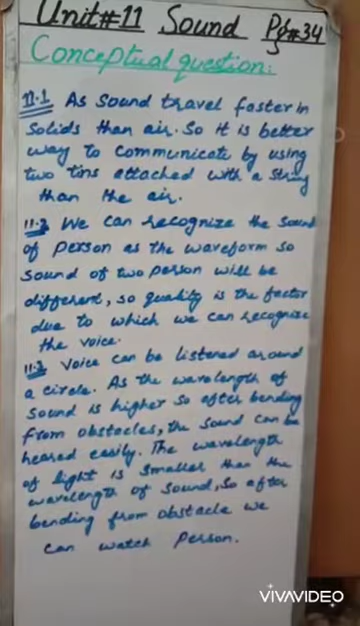 Unit#11 Sound Pg#34
Conceptual question:
11.1 As Sound travel faster in
Solids than air. So it is better
way to communicate by using
two tins attached with a string
than the air.
11.2 We can recognize the sound
of person as the waveform so
sound of two person will be
different, so quality is the factor
due to which we can recognize
the voice.
11.3 Voice can be listened around
a circle. As the wavelength of
sound is higher so after bending
from obstacles, the sound can be
heared easily. The wavelength
of light is smaller than the
wavelength of sound, So after
bending from obstacle we
can watch person.
VIVAVIDEO